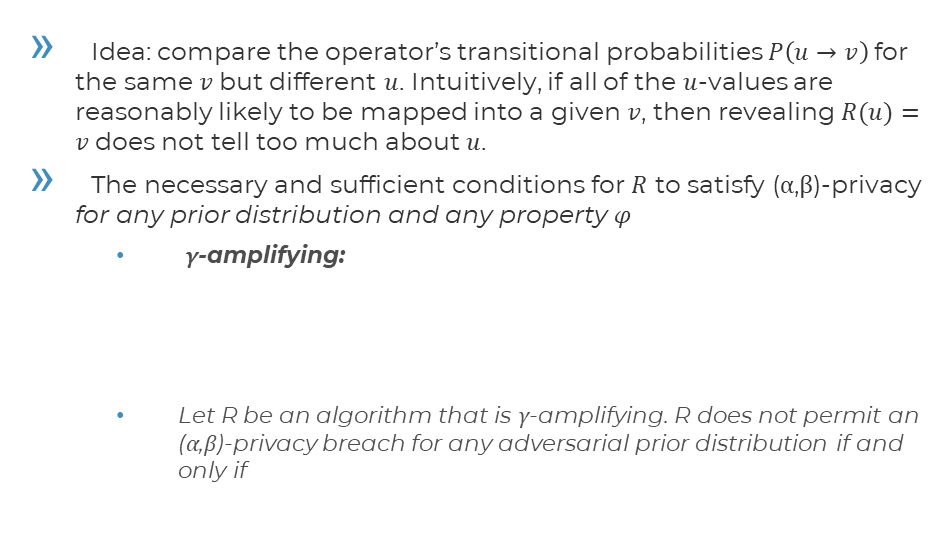 » Idea: compare the operator’s transitional probabilities P(u → v) for
the same v but different u. Intuitively, if all of the u-values are
reasonably likely to be mapped into a given v, then revealing R(u) =
v does not tell too much about u.
» The necessary and sufficient conditions for R to satisfy (α,β)-privacy
for any prior distribution and any property φ
• γ-amplifying:
• Let R be an algorithm that is γ-amplifying. R does not permit an
(α,β)-privacy breach for any adversarial prior distribution if and
only if